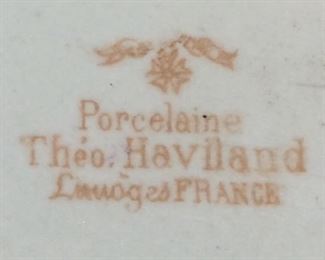 Porcelaine
Théo. Haviland
Limoges FRANCE